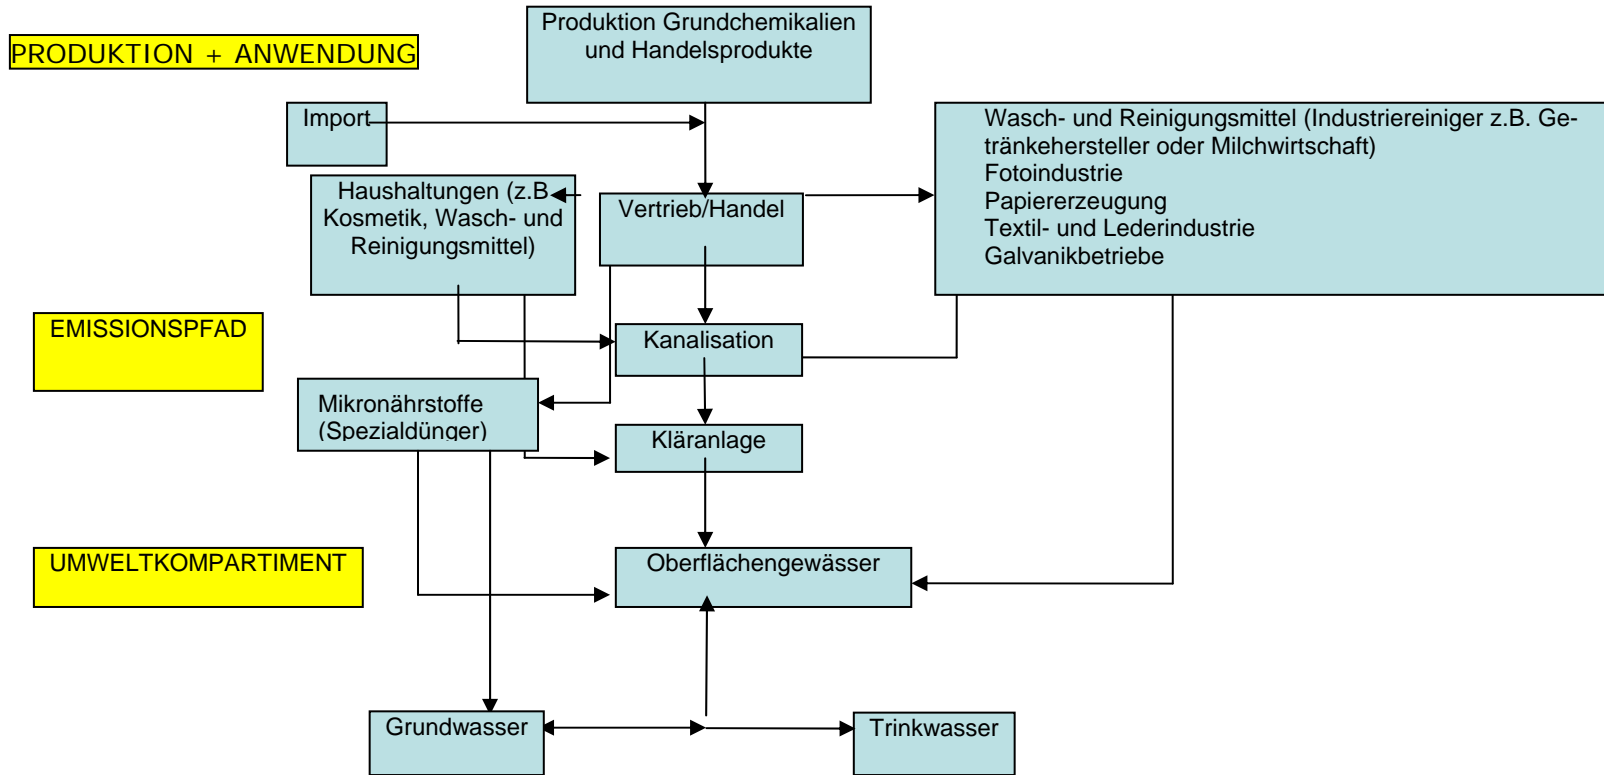 Produktion Grundchemikalien
und Handelsprodukte
PRODUKTION + ANWENDUNG
Import
Wasch- und Reinigungsmittel (Industriereiniger z.B. Ge-
tränkehersteller oder Milchwirtschaft)
Fotoindustrie
Papiererzeugung
Textil- und Lederindustrie
Galvanikbetriebe
Haushaltungen (z.B
Kosmetik, Wasch- und
Reinigungsmittel)
Vertrieb/Handel
EMISSIONSPFAD
Kanalisation
Mikronährstoffe
(Spezialdünger)
Kläranlage
UMWELTKOMPARTIMENT
Oberflächengewässer
Grundwasser
Trinkwasser